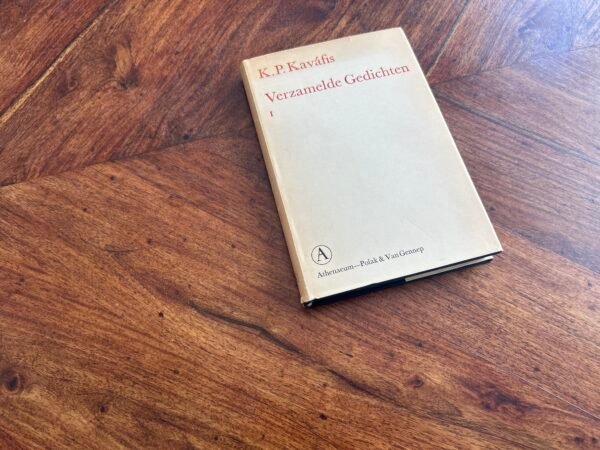 K.P. Kaváfis
Verzamelde Gedichten
I
A
Athenaeum—Polak & Van Gennep